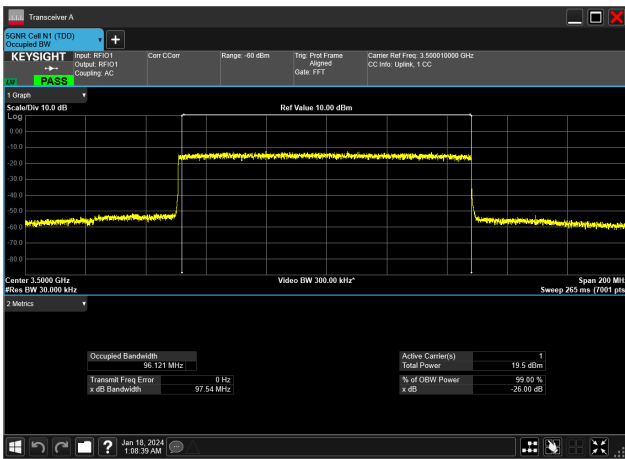 Transceiver A
5GNR Cell N1 (TDD)
Occupied BW
KEYSIGHT
LXI
PASS
Input: RFIO1
Output: RFIO1
Coupling: AC
Corr CCorr
Range: -60 dBm
Trig: Prot Frame
Aligned
Gate: FFT
Carrier Ref Freq: 3.500010000 GHz
CC Info: Uplink, 1 CC
1 Graph
Scale/Div 10.0 dB
Ref Value 10.00 dBm
Log
0.00
-10.0
-20.0
-30.0
-40.0
-50.0
-60.0
-70.0
-80.0
Center 3.5000 GHz
Video BW 300.00 kHz*
Span 200 MHz
#Res BW 30.000 kHz
Sweep 265 ms (7001 pts
2 Metrics
Occupied Bandwidth
96.121 MHz
Active Carrier(s) 1
Total Power 19.5 dBm
Transmit Freq Error 0 Hz
x dB Bandwidth 97.54 MHz
% of OBW Power 99.00 %
x dB -26.00 dB
?
Jan 18, 2024
1:08:39 AM